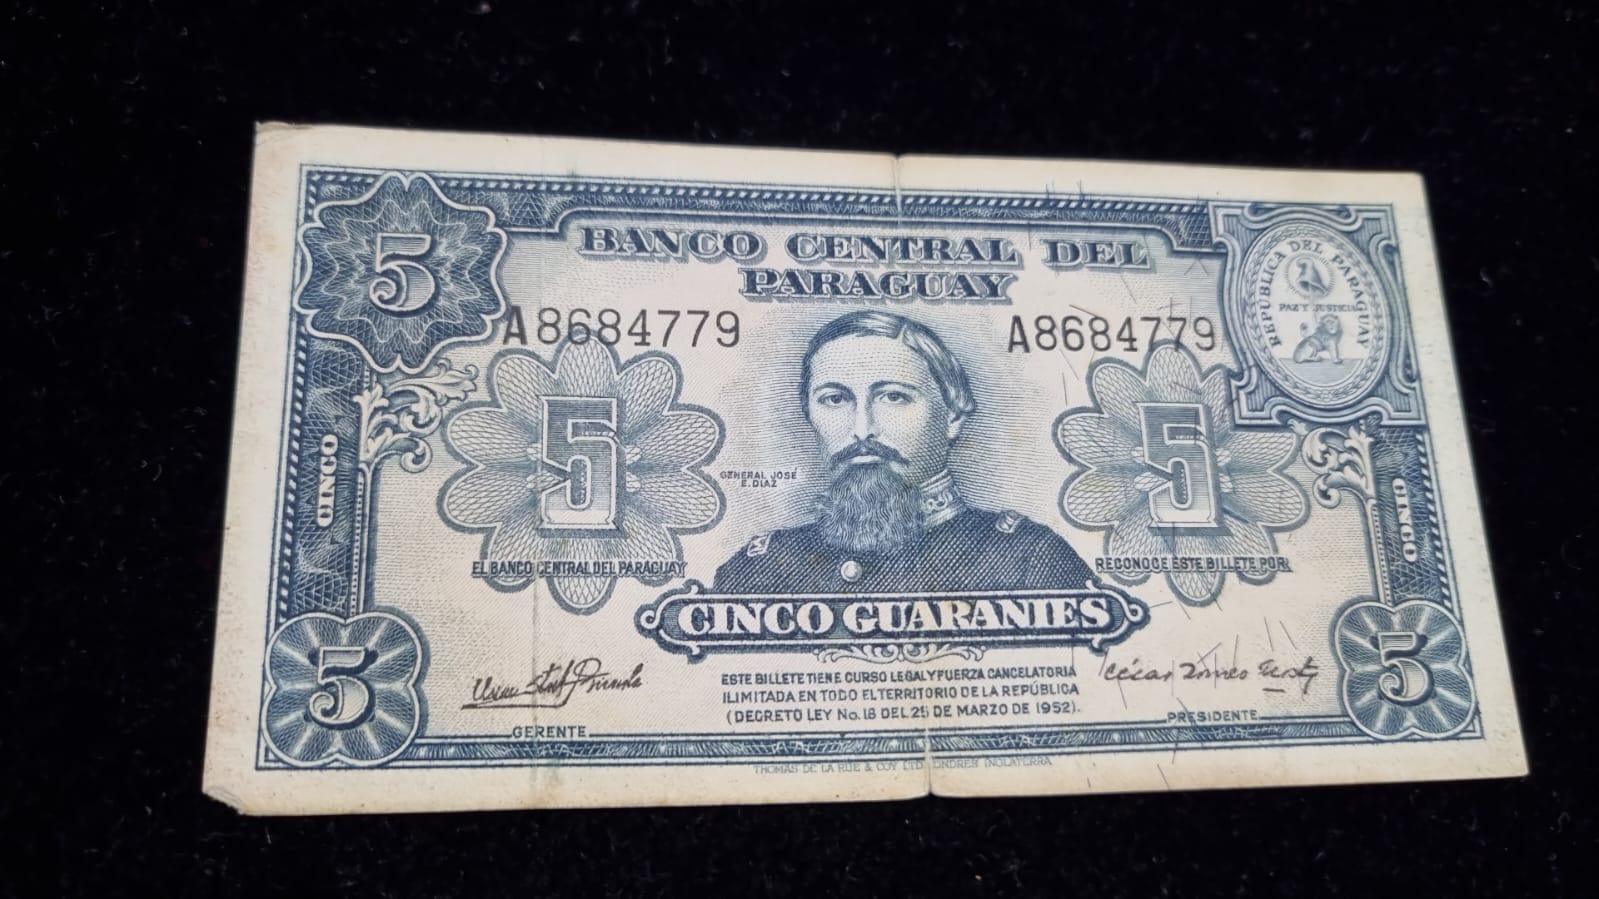 BANCO CENTRAL DEL
PARAGUAY
5
REPÚBLICA DEL PARAGUAY
PAZ Y JUSTICIA
A8684779
A8684779
5
5
GENERAL JOSÉ
E. DIAZ
CINCO
CINCO
EL BANCO CENTRAL DEL PARAGUAY
RECONOCE ESTE BILLETE POR
CINCO GUARANIES
5
5
ESTE BILLETE TIENE CURSO LEGAL Y FUERZA CANCELATORIA
ILIMITADA EN TODO EL TERRITORIO DE LA REPÚBLICA
(DECRETO LEY No. 18 DEL 25 DE MARZO DE 1952).
GERENTE
PRESIDENTE
THOMAS DE LA RUE & COY LTD. LONDRES INGLATERRA